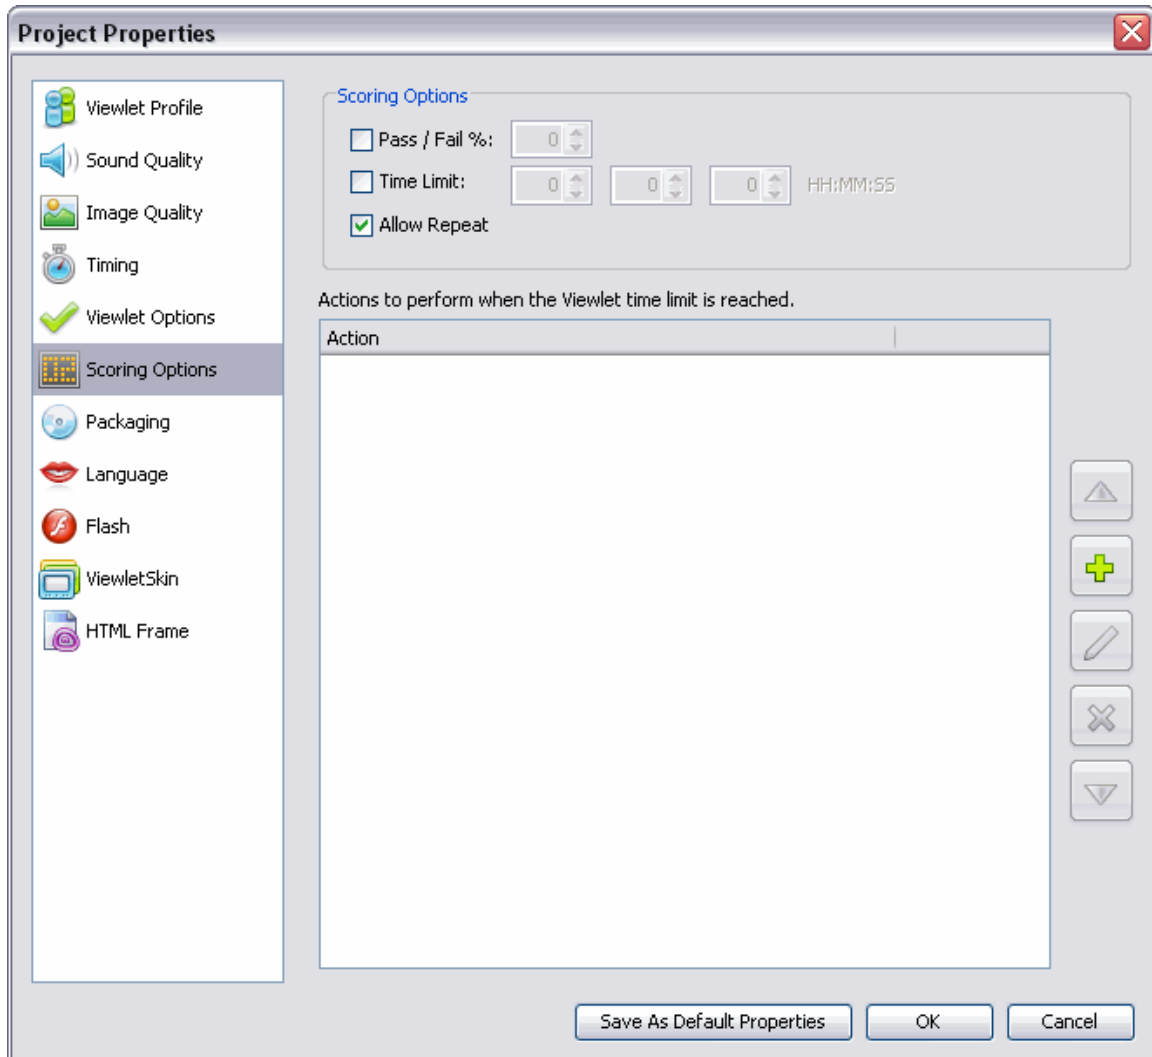 Project Properties
Viewlet Profile
Sound Quality
Image Quality
Timing
Viewlet Options
Scoring Options
Packaging
Language
Flash
ViewletSkin
HTML Frame
Scoring Options
Pass / Fail %: 0
Time Limit: 0 0 0 HH:MM:SS
Allow Repeat
Actions to perform when the Viewlet time limit is reached.
Action
Save As Default Properties OK Cancel